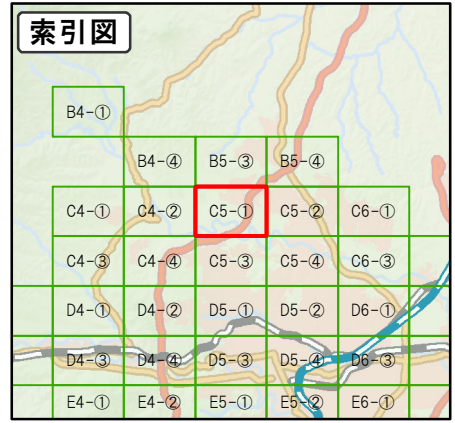 索引図
B4-①
B4-④ B5-③ B5-④
C4-① C4-② C5-① C5-② C6-①
C4-③ C4-④ C5-③ C5-④ C6-③
D4-① D4-② D5-① D5-② D6-①
D4-③ D4-④ D5-③ D5-④ D6-③
E4-① E4-② E5-① E5-② E6-①